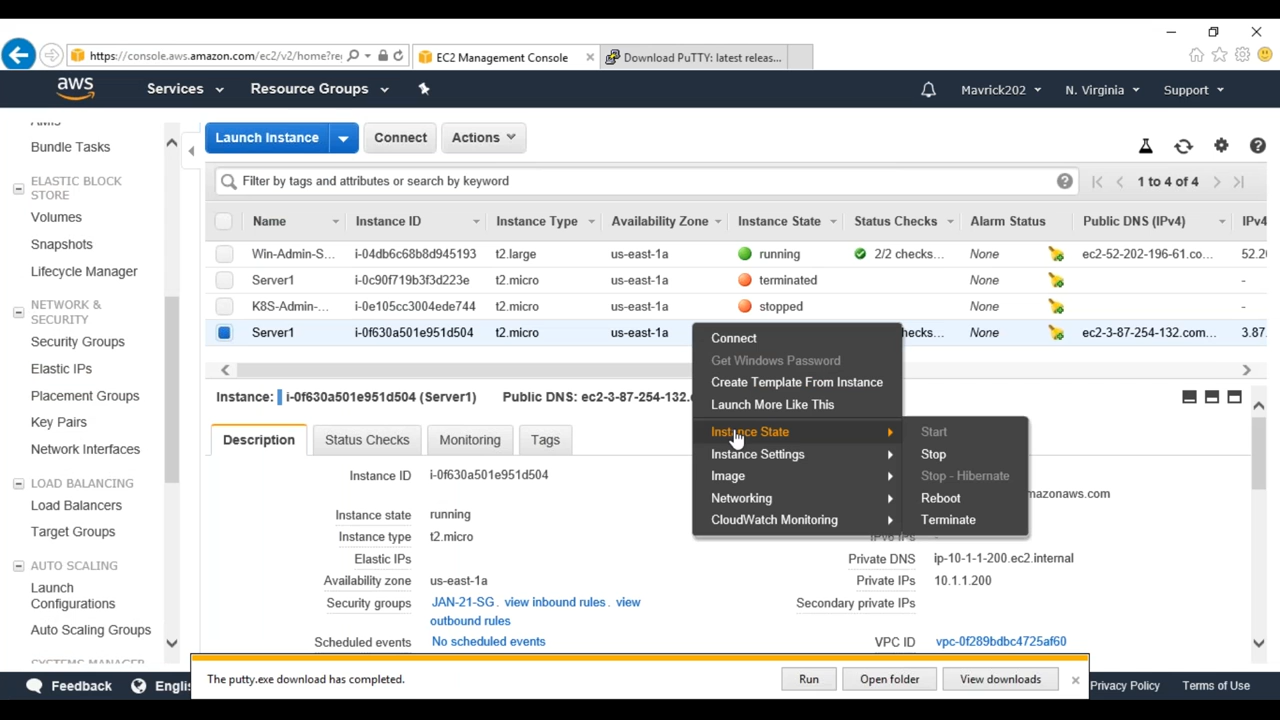 https://console.aws.amazon.com/ec2/v2/home?re
EC2 Management Console
Download PuTTY: latest releas...
aws
Services
Resource Groups
Mavrick202
N. Virginia
Support
AMIs
Bundle Tasks
ELASTIC BLOCK
STORE
Volumes
Snapshots
Lifecycle Manager
NETWORK &
SECURITY
Security Groups
Elastic IPs
Placement Groups
Key Pairs
Network Interfaces
LOAD BALANCING
Load Balancers
Target Groups
AUTO SCALING
Launch
Configurations
Auto Scaling Groups
SYSTEMS MANAGER
Launch Instance
Connect
Actions
Filter by tags and attributes or search by keyword
1 to 4 of 4
Name Instance ID Instance Type Availability Zone Instance State Status Checks Alarm Status Public DNS (IPv4) IPv4
Win-Admin-S... i-04db6c68b8d945193 t2.large us-east-1a running 2/2 checks... None ec2-52-202-196-61.co... 52.20
Server1 i-0c90f719b3f3d223e t2.micro us-east-1a terminated None -
K8S-Admin-... i-0e105cc3004ede744 t2.micro us-east-1a stopped None -
Server1 i-0f630a501e951d504 t2.micro us-east-1a hecks... None ec2-3-87-254-132.com... 3.87.
Connect
Get Windows Password
Create Template From Instance
Launch More Like This
Instance State
Instance Settings
Image
Networking
CloudWatch Monitoring
Start
Stop
Stop - Hibernate
Reboot
Terminate
Instance: i-0f630a501e951d504 (Server1) Public DNS: ec2-3-87-254-132.
Description
Status Checks
Monitoring
Tags
Instance ID i-0f630a501e951d504
mazonaws.com
Instance state running
Instance type t2.micro
IPv6 IPs
Elastic IPs
Private DNS ip-10-1-1-200.ec2.internal
Availability zone us-east-1a
Private IPs 10.1.1.200
Security groups JAN-21-SG. view inbound rules. view
outbound rules
Secondary private IPs
Scheduled events No scheduled events
VPC ID vpc-0f289bdbc4725af60
The putty.exe download has completed.
Run
Open folder
View downloads
Feedback
Englis
Privacy Policy
Terms of Use